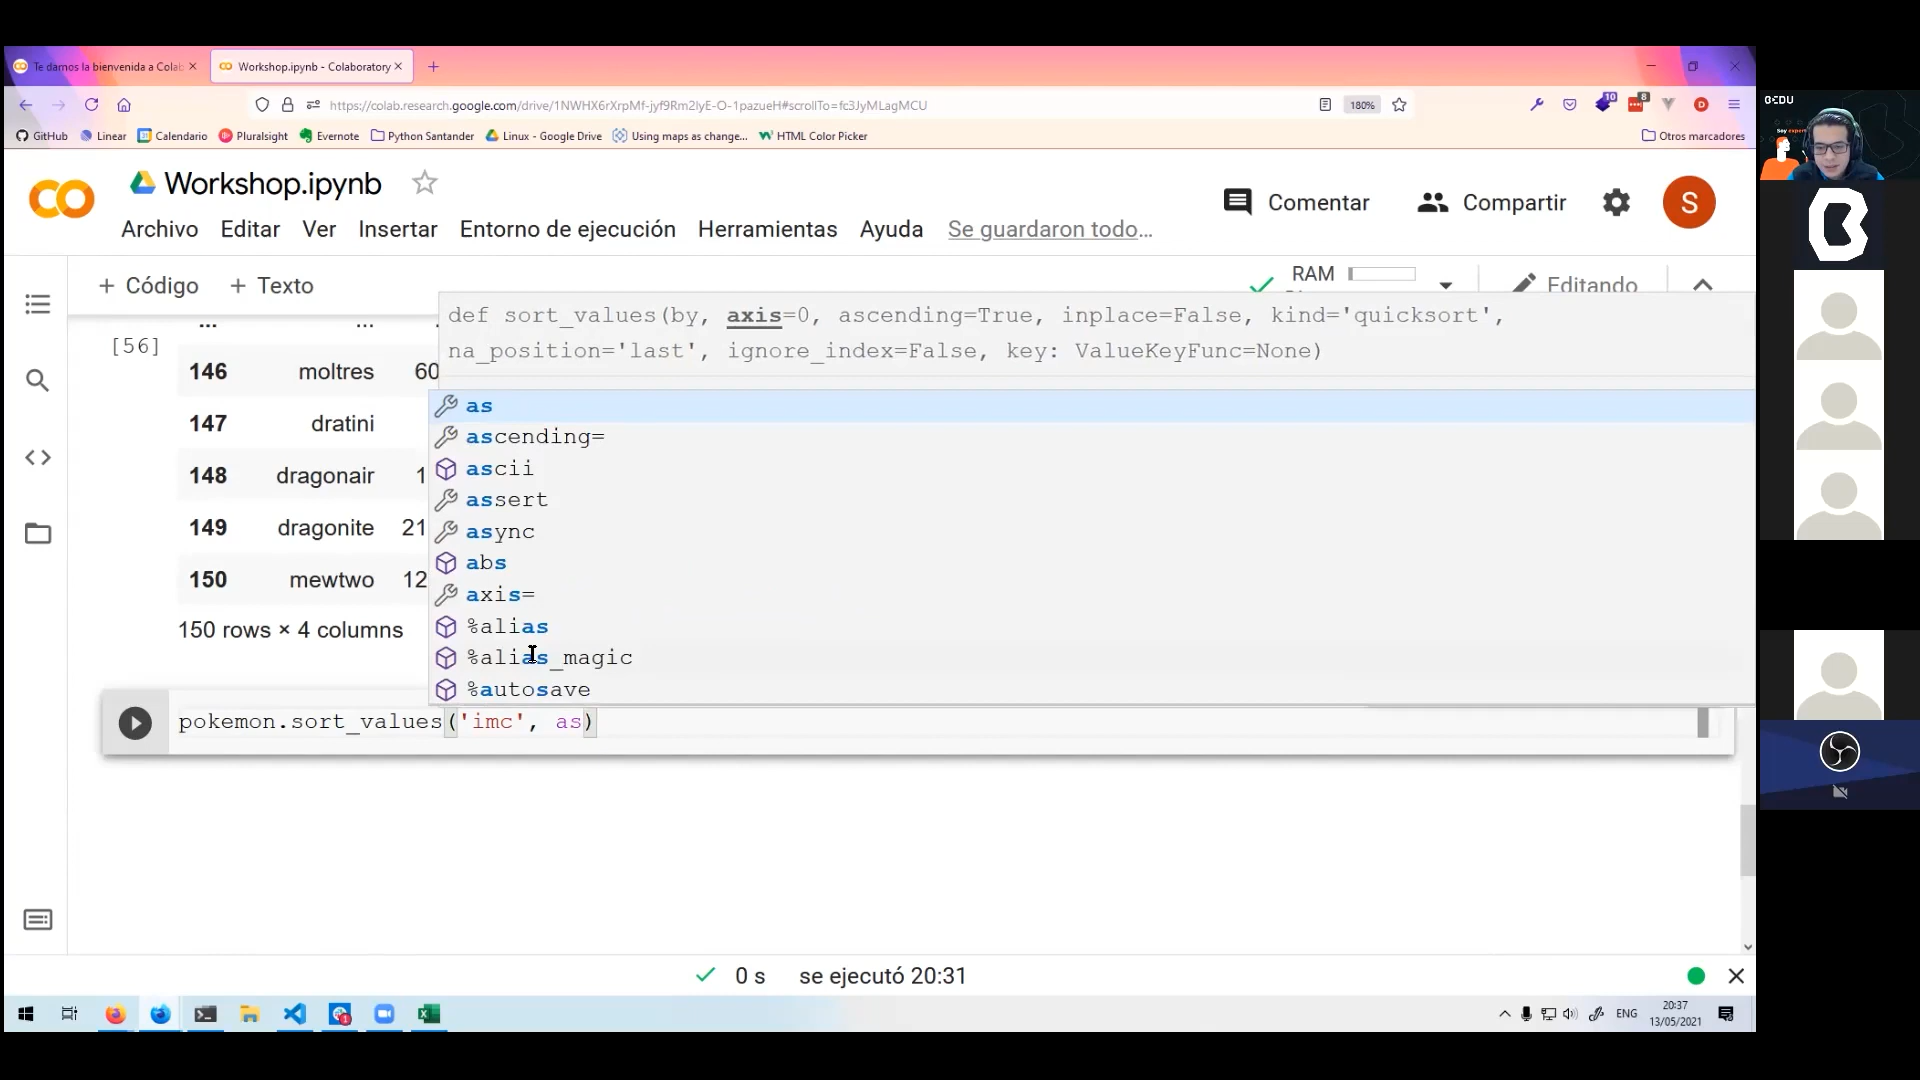 Te damos la bienvenida a Colab
Workshop.ipynb - Colaboratory
https://colab.research.google.com/drive/1NWHX6rXrpMf-jyf9Rm2lyE-O-1pazueH#scrollTo=fc3JyMLagMCU
180%
10
8
D
GitHub
Linear
Calendario
Pluralsight
Evernote
Python Santander
Linux - Google Drive
Using maps as change...
HTML Color Picker
Otros marcadores
Workshop.ipynb
Comentar
Compartir
S
Archivo Editar Ver Insertar Entorno de ejecución Herramientas Ayuda Se guardaron todo...
+ Código + Texto
RAM
Editando
def sort_values(by, axis=0, ascending=True, inplace=False, kind='quicksort',
na_position='last', ignore_index=False, key: ValueKeyFunc=None)
... ...
[56]
146 moltres 60
147 dratini
148 dragonair 1
149 dragonite 21
150 mewtwo 12
150 rows × 4 columns
as
ascending=
ascii
assert
async
abs
axis=
%alias
%alias_magic
%autosave
pokemon.sort_values('imc', as)
0 s se ejecutó 20:31
ENG
20:37
13/05/2021
BEDU